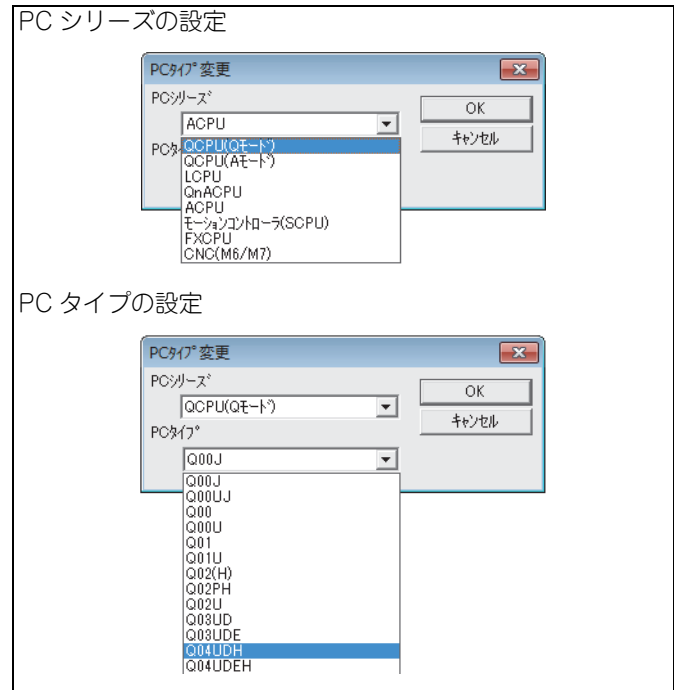 PC シリーズの設定
PCﾀｲﾌﾟ変更
PCｼﾘｰｽﾞ
OK
ACPU
キャンセル
QCPU(Qﾓｰﾄﾞ)
QCPU(Aﾓｰﾄﾞ)
LCPU
QnACPU
ACPU
ﾓｰｼｮﾝｺﾝﾄﾛｰﾗ(SCPU)
FXCPU
CNC(M6/M7)
PC タイプの設定
PCﾀｲﾌﾟ変更
PCｼﾘｰｽﾞ
OK
QCPU(Qﾓｰﾄﾞ)
ｷｬﾝｾﾙ
PCﾀｲﾌﾟ
Q00J
Q00J
Q00UJ
Q00
Q00U
Q01
Q01U
Q02(H)
Q02PH
Q02U
Q03UD
Q03UDE
Q04UDH
Q04UDEH